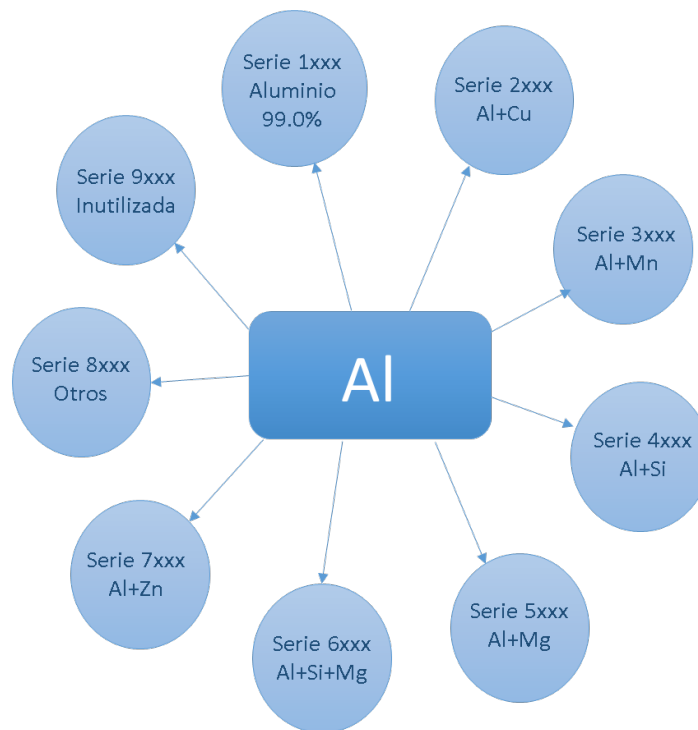 Serie 1xxx
Aluminio
99.0%
Serie 2xxx
Al+Cu
Serie 3xxx
Al+Mn
Serie 4xxx
Al+Si
Serie 5xxx
Al+Mg
Serie 6xxx
Al+Si+Mg
Serie 7xxx
Al+Zn
Serie 8xxx
Otros
Serie 9xxx
Inutilizada
Al